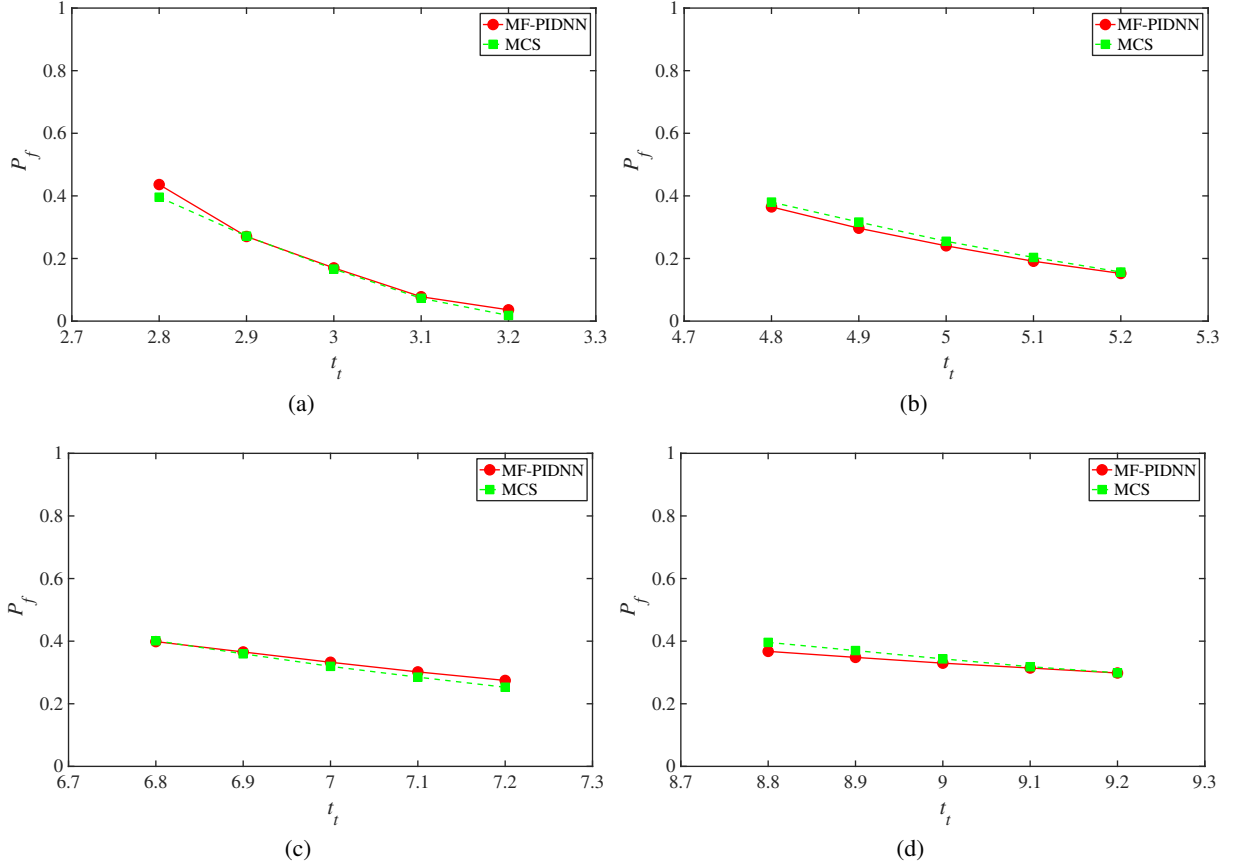 1
0.8
0.6
0.4
0.2
0
P_f
2.7 2.8 2.9 3 3.1 3.2 3.3
t_t
MF-PIDNN
MCS
(a)
1
0.8
0.6
0.4
0.2
0
P_f
4.7 4.8 4.9 5 5.1 5.2 5.3
t_t
MF-PIDNN
MCS
(b)
1
0.8
0.6
0.4
0.2
0
P_f
6.7 6.8 6.9 7 7.1 7.2 7.3
t_t
MF-PIDNN
MCS
(c)
1
0.8
0.6
0.4
0.2
0
P_f
8.7 8.8 8.9 9 9.1 9.2 9.3
t_t
MF-PIDNN
MCS
(d)